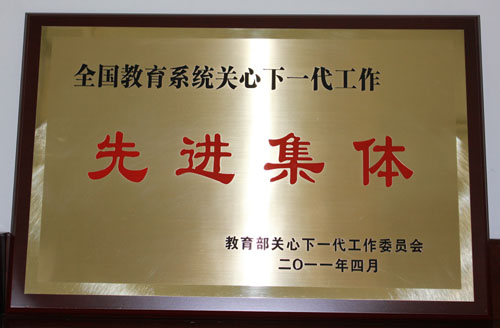 全国教育系统关心下一代工作
先进集体
教育部关心下一代工作委员会
二〇一一年四月